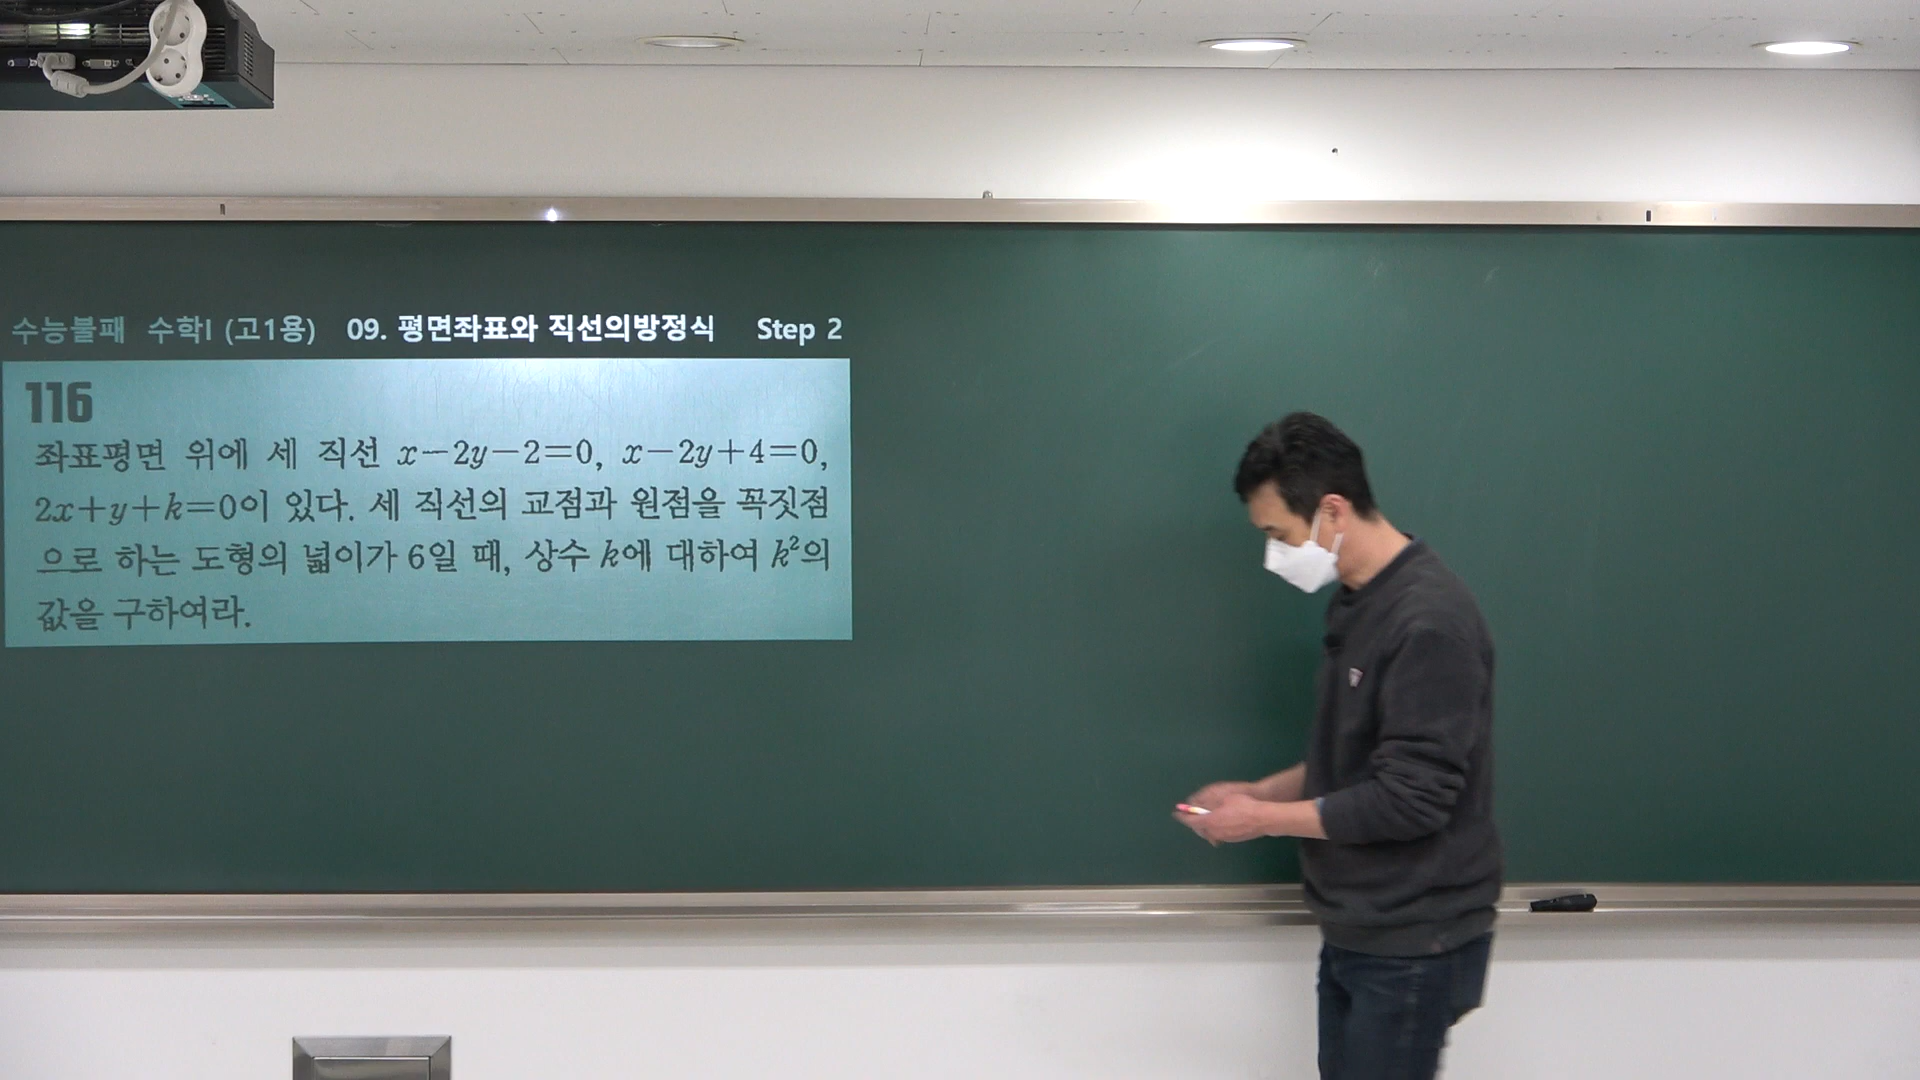 수능불패 수학I (고1용) 09. 평면좌표와 직선의방정식 Step 2
116
좌표평면 위에 세 직선 x-2y-2=0, x-2y+4=0,
2x+y+k=0이 있다. 세 직선의 교점과 원점을 꼭짓점
으로 하는 도형의 넓이가 6일 때, 상수 k에 대하여 k²의
값을 구하여라.